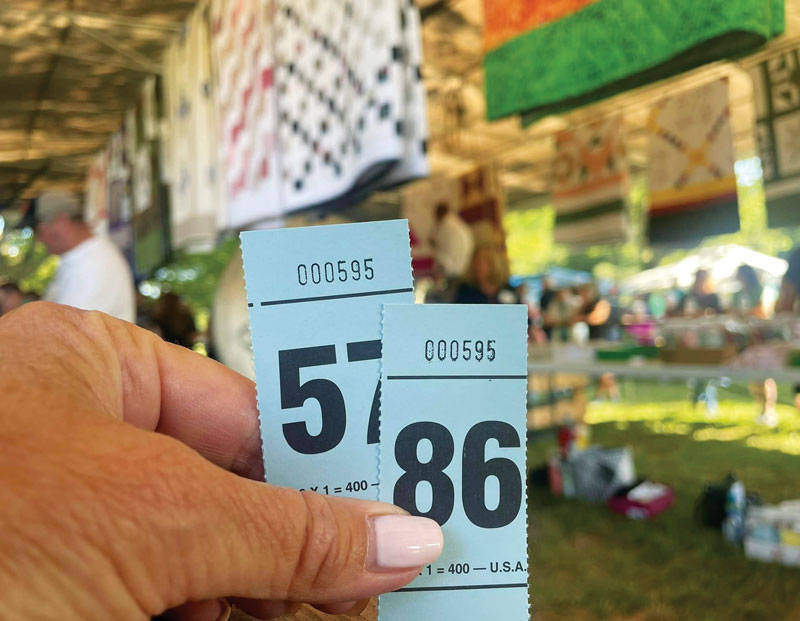 000595
57
X 1 = 400 —
000595
86
1 = 400 — U.S.A.